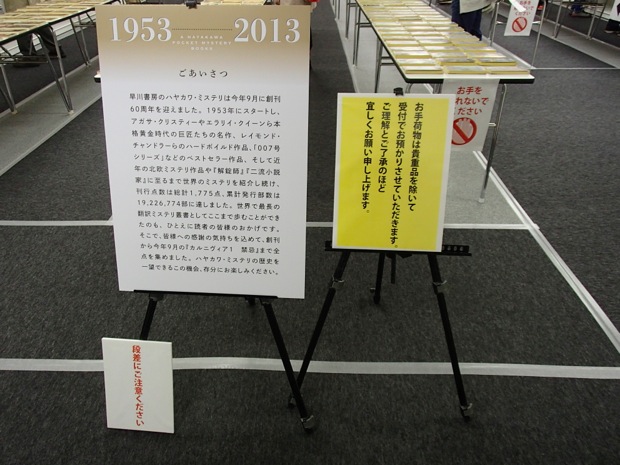 1953 2013
A HAYAKAWA
POCKET MYSTERY
BOOKS
ごあいさつ
早川書房のハヤカワ・ミステリは今年9月に創刊
60周年を迎えました。1953年にスタートし、
アガサ・クリスティーやエラリイ・クイーンら本
格黄金時代の巨匠たちの名作、レイモンド・
チャンドラーらのハードボイルド作品、「007号
シリーズ」などのベストセラー作品、そして近
年の北欧ミステリ作品や『解錠師』『二流小説
家』に至るまで世界のミステリを紹介し続け、
刊行点数は総計1,775点、累計発行部数は
19,226,774部に達しました。世界で最長の
翻訳ミステリ叢書としてここまで歩むことができ
たのも、ひとえに読者の皆様のおかげです。
そこで、皆様への感謝の気持ちを込めて、創刊
から今年9月の『カルニヴィア1 禁忌』まで全
点を集めました。ハヤカワ・ミステリの歴史を
一望できるこの機会、存分にお楽しみください。
お手荷物は貴重品を除いて
受付でお預かりさせていただきます。
ご理解とご了承のほど
宜しくお願い申し上げます。
段差にご注意ください
お手を
れないで
ださい